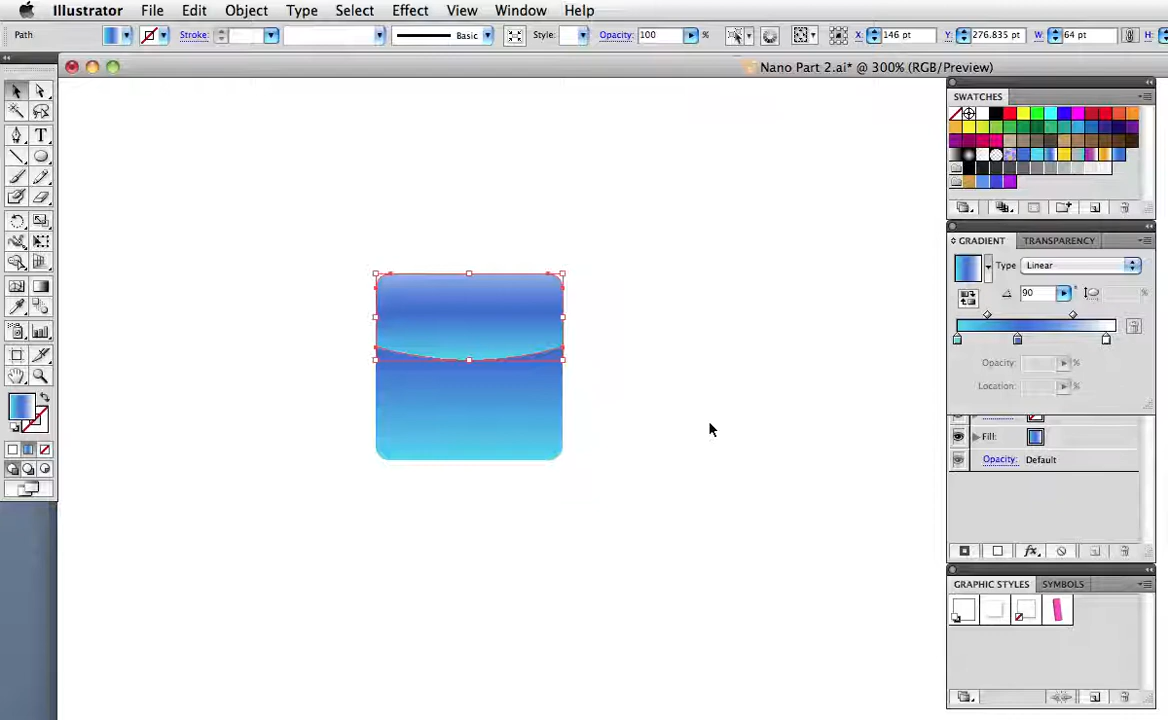 Illustrator File Edit Object Type Select Effect View Window Help
Path Stroke: Basic Style: Opacity: 100 % X: 146 pt Y: 276.835 pt W: 64 pt H:
Nano Part 2.ai* @ 300% (RGB/Preview)
SWATCHES
GRADIENT TRANSPARENCY
Type Linear
90 ° %
Opacity: %
Location: %
Fill:
Opacity: Default
fx
GRAPHIC STYLES SYMBOLS